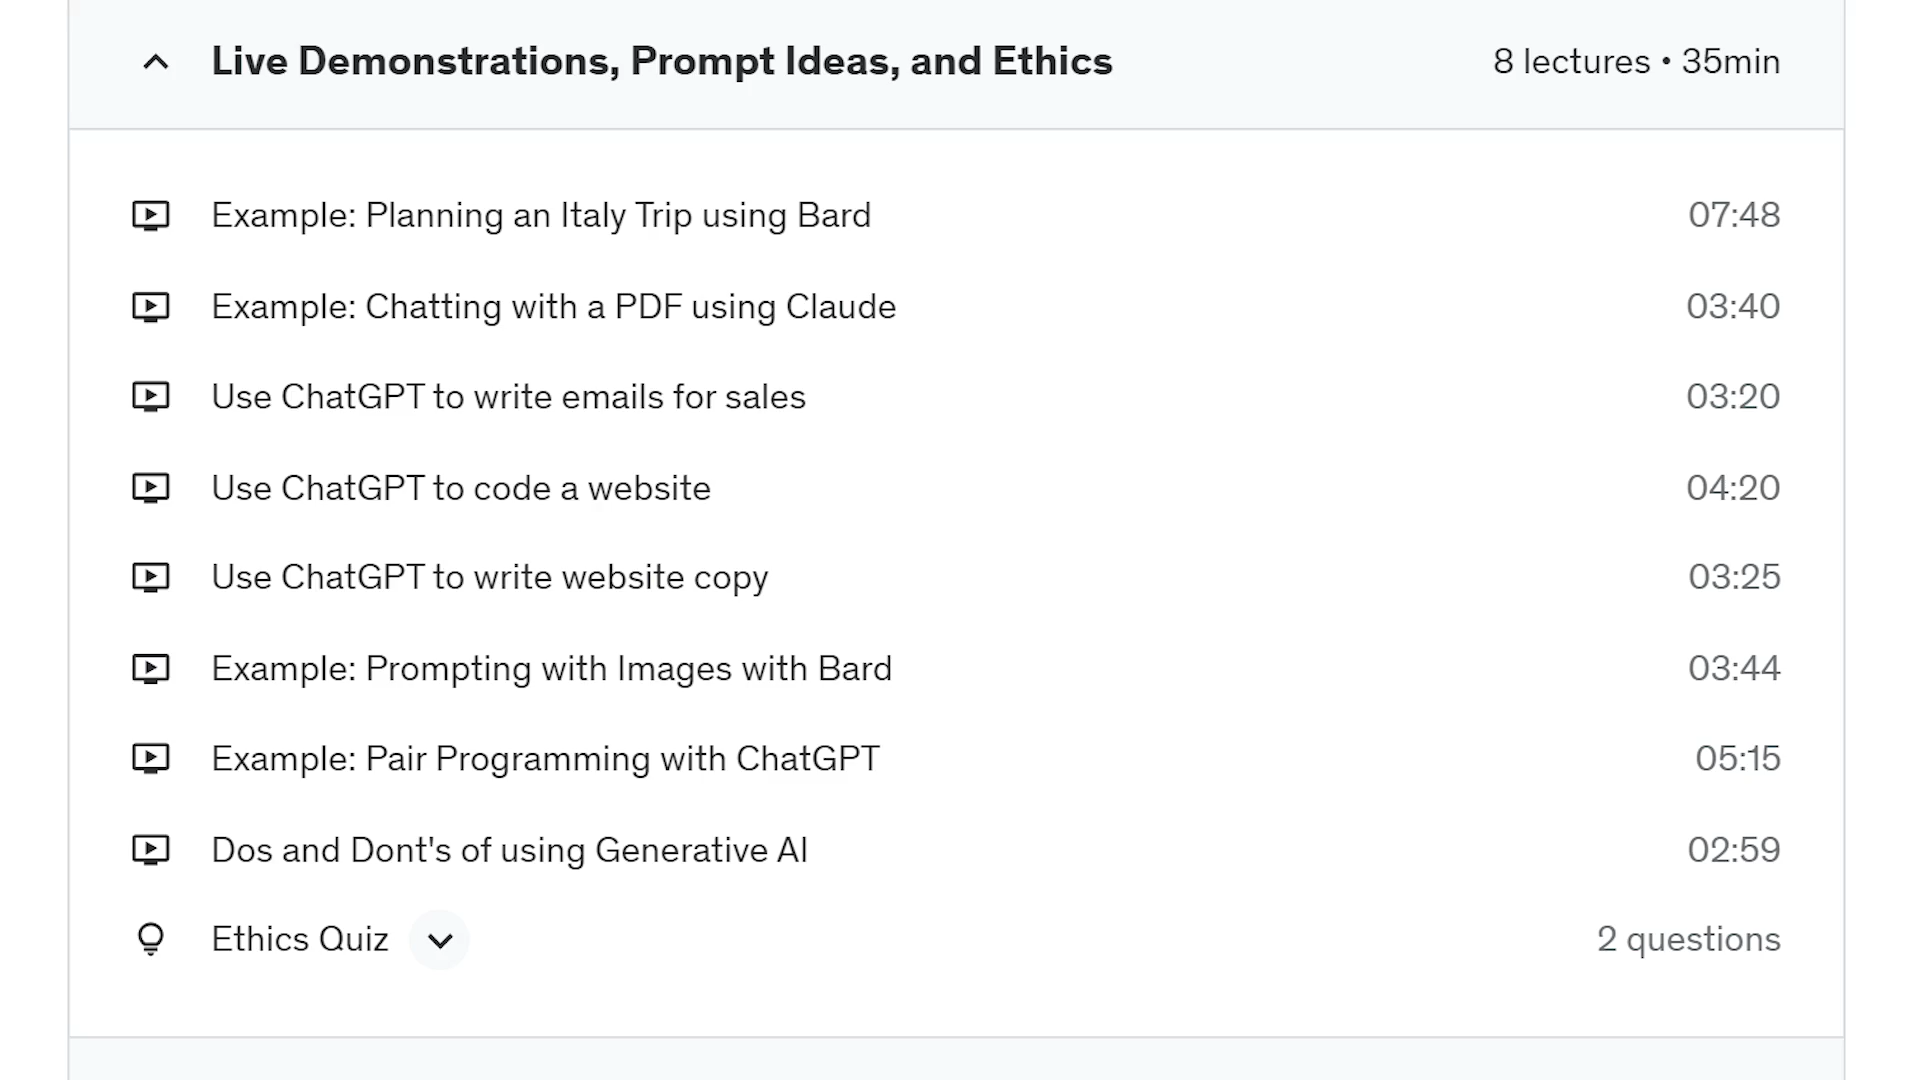 Live Demonstrations, Prompt Ideas, and Ethics 8 lectures • 35min
Example: Planning an Italy Trip using Bard 07:48
Example: Chatting with a PDF using Claude 03:40
Use ChatGPT to write emails for sales 03:20
Use ChatGPT to code a website 04:20
Use ChatGPT to write website copy 03:25
Example: Prompting with Images with Bard 03:44
Example: Pair Programming with ChatGPT 05:15
Dos and Dont's of using Generative AI 02:59
Ethics Quiz 2 questions